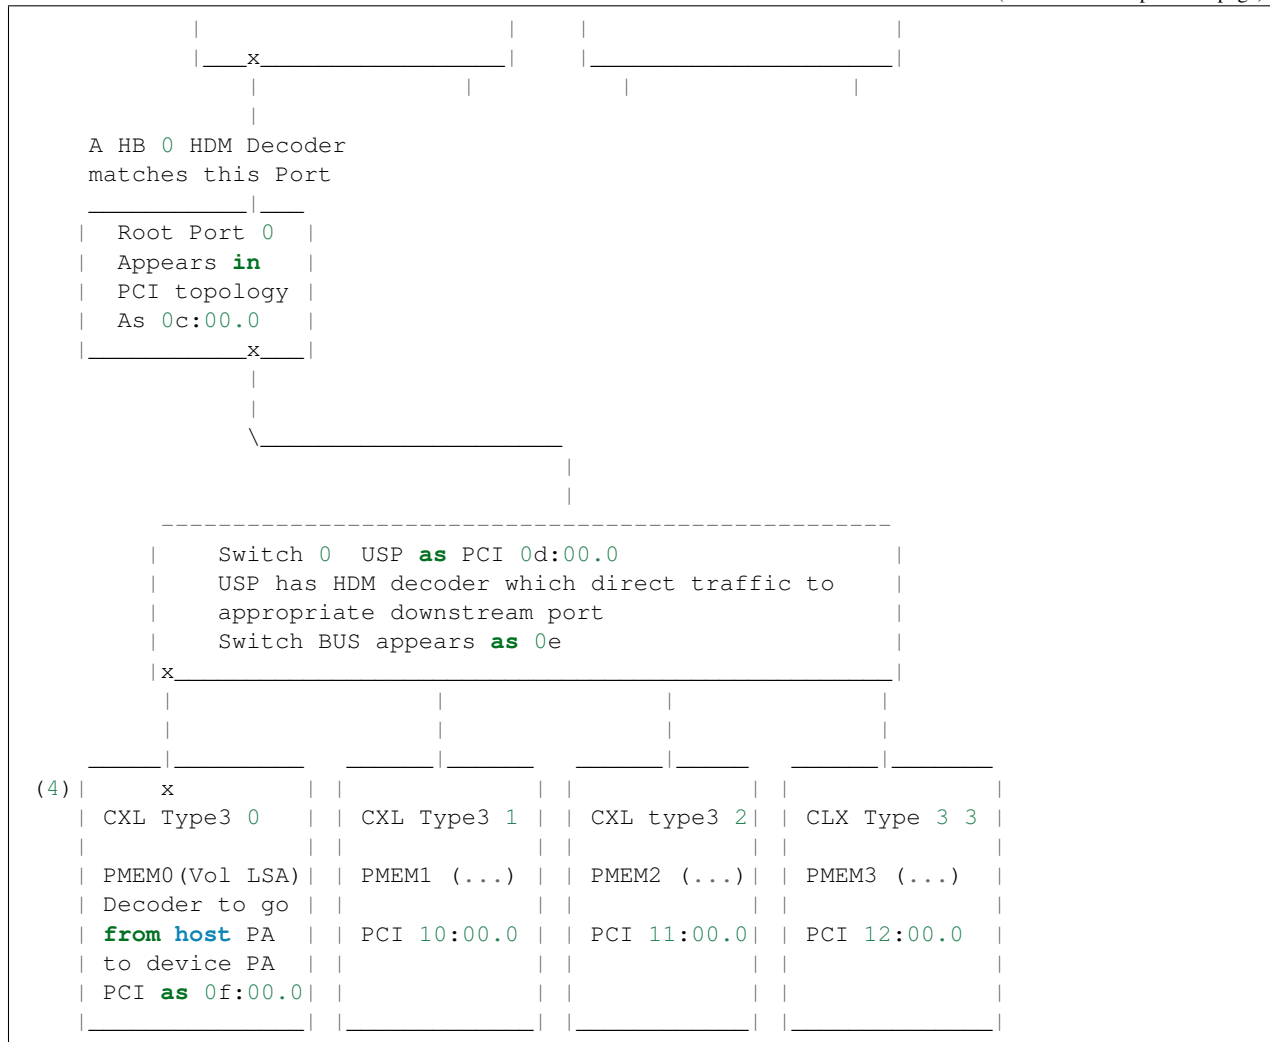 A HB 0 HDM Decoder
matches this Port
Root Port 0
Appears in
PCI topology
As 0c:00.0
Switch 0 USP as PCI 0d:00.0
USP has HDM decoder which direct traffic to
appropriate downstream port
Switch BUS appears as 0e
(4) x
CXL Type3 0 CXL Type3 1 CXL type3 2 CLX Type 3 3
PMEM0(Vol LSA) PMEM1 (...) PMEM2 (...) PMEM3 (...)
Decoder to go
from host PA PCI 10:00.0 PCI 11:00.0 PCI 12:00.0
to device PA
PCI as 0f:00.0